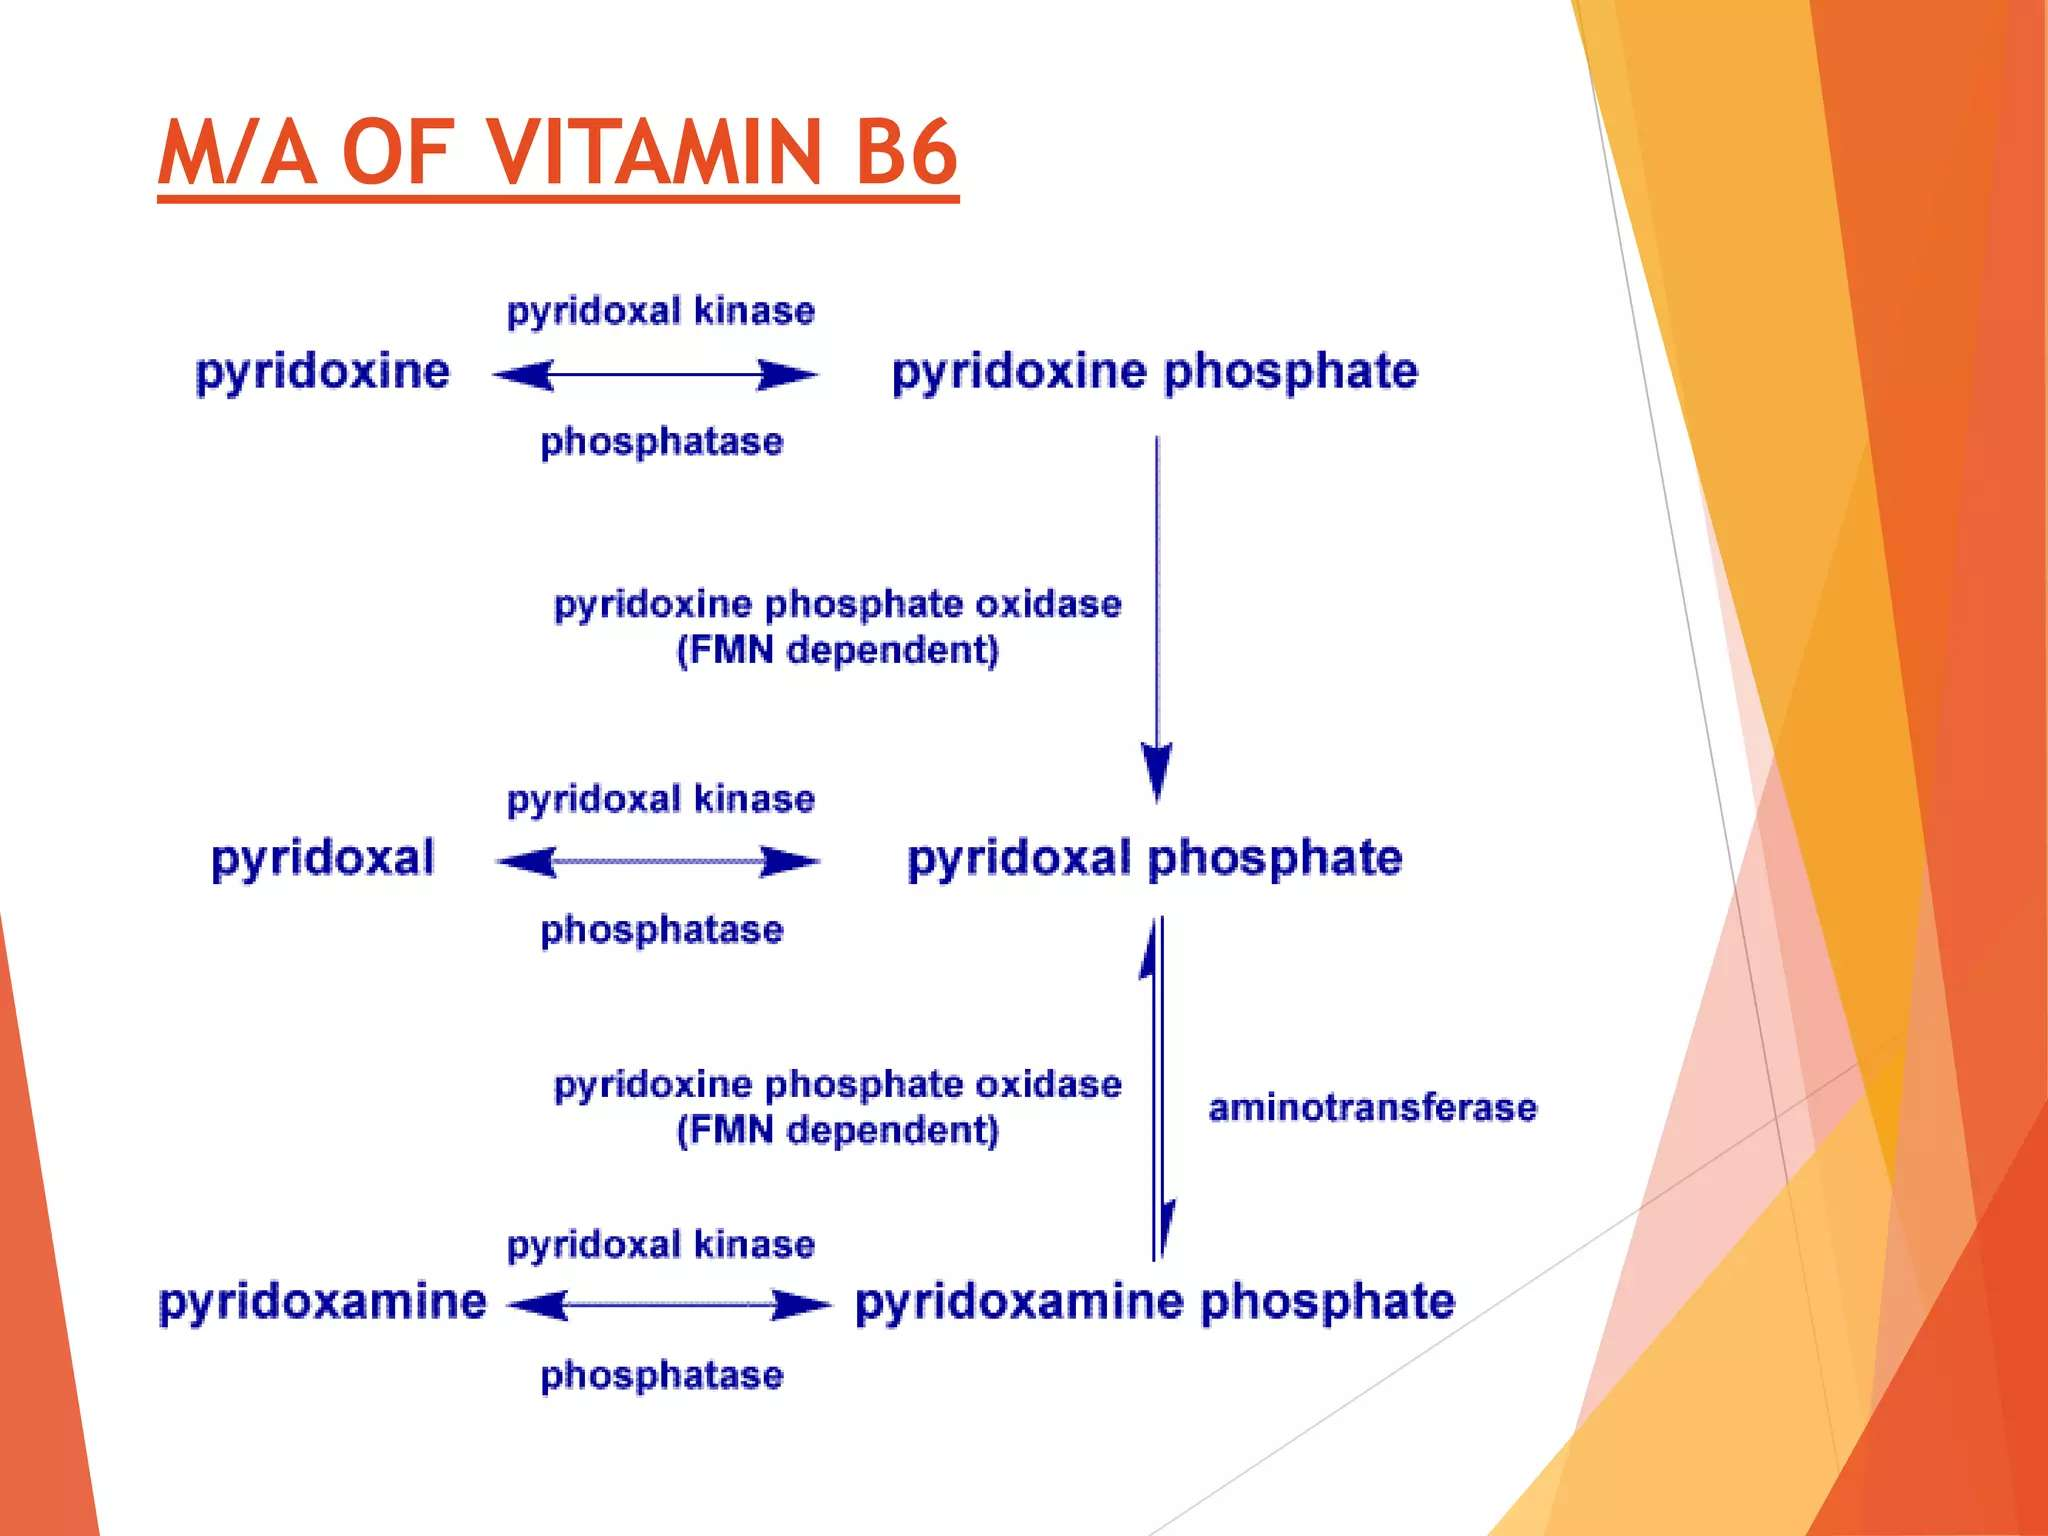 M/A OF VITAMIN B6
pyridoxal kinase
pyridoxine
pyridoxine phosphate
phosphatase
pyridoxine phosphate oxidase
(FMN dependent)
pyridoxal kinase
pyridoxal
pyridoxal phosphate
phosphatase
pyridoxine phosphate oxidase
(FMN dependent)
aminotransferase
pyridoxal kinase
pyridoxamine
pyridoxamine phosphate
phosphatase